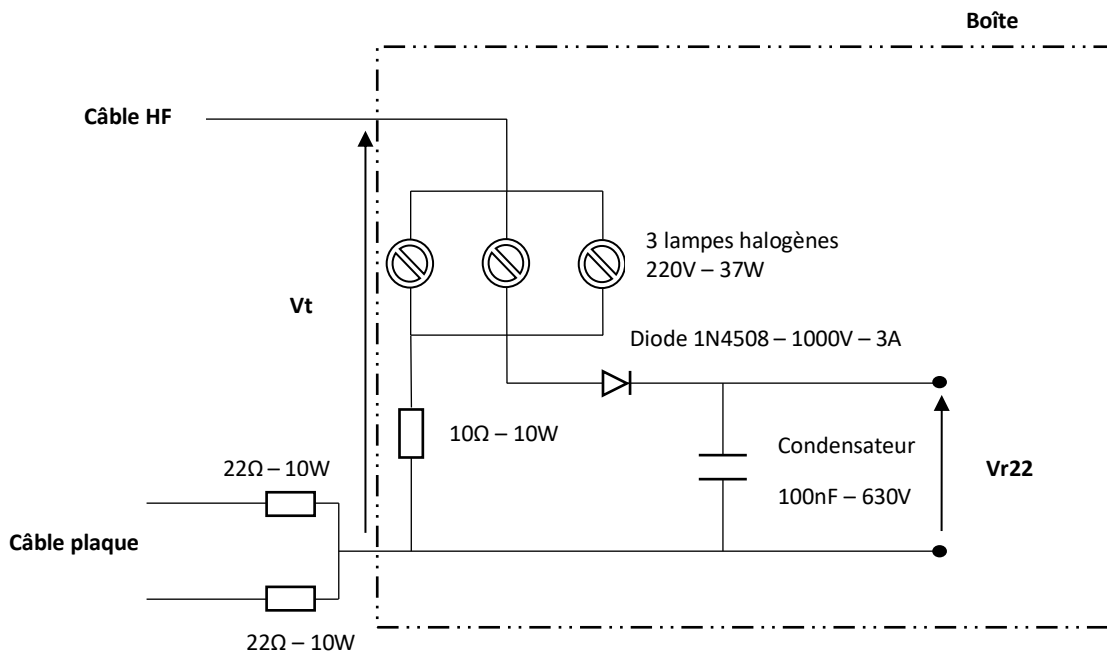 Boîte
Câble HF
3 lampes halogènes
220V – 37W
Vt
Diode 1N4508 – 1000V – 3A
10Ω – 10W
Condensateur
100nF – 630V
Vr22
22Ω – 10W
Câble plaque
22Ω – 10W